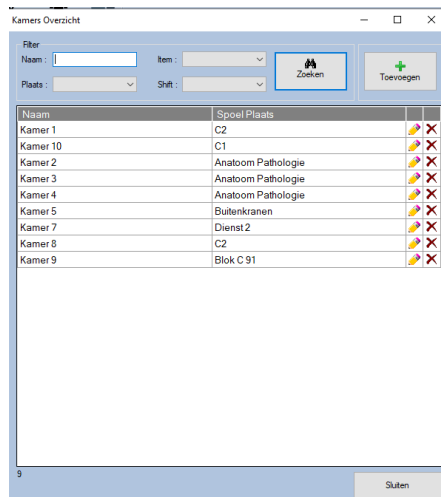 Kamers Overzicht
Filter
Naam : Item :
Zoeken
Toevoegen
Plaats : Shift :
Naam Spoel Plaats
Kamer 1 C2
Kamer 10 C1
Kamer 2 Anatoom Pathologie
Kamer 3 Anatoom Pathologie
Kamer 4 Anatoom Pathologie
Kamer 5 Buitenkranen
Kamer 7 Dienst 2
Kamer 8 C2
Kamer 9 Blok C 91
9
Sluiten